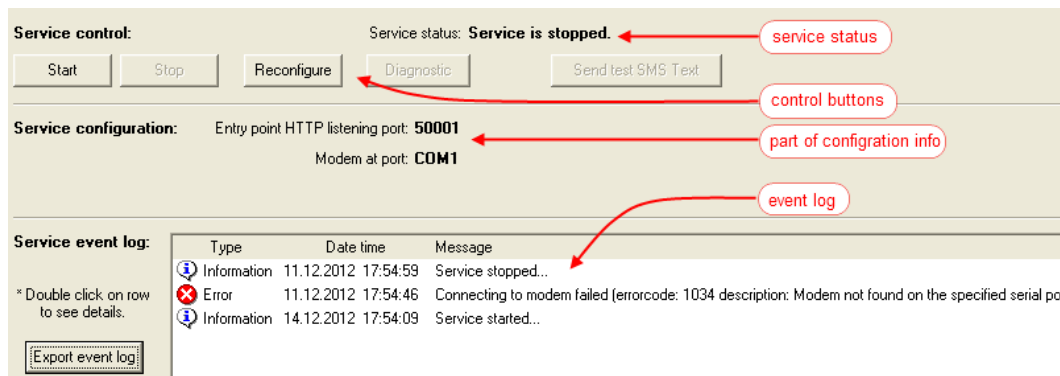 Service control: Service status: Service is stopped. service status
Start Stop Reconfigure Diagnostic Send test SMS Text
control buttons
Service configuration: Entry point HTTP listening port: 50001 part of configration info
Modem at port: COM1
event log
Service event log: Type Date time Message
Information 11.12.2012 17:54:59 Service stopped...
* Double click on row Error 11.12.2012 17:54:46 Connecting to modem failed (errorcode: 1034 description: Modem not found on the specified serial po
to see details. Information 14.12.2012 17:54:09 Service started...
Export event log